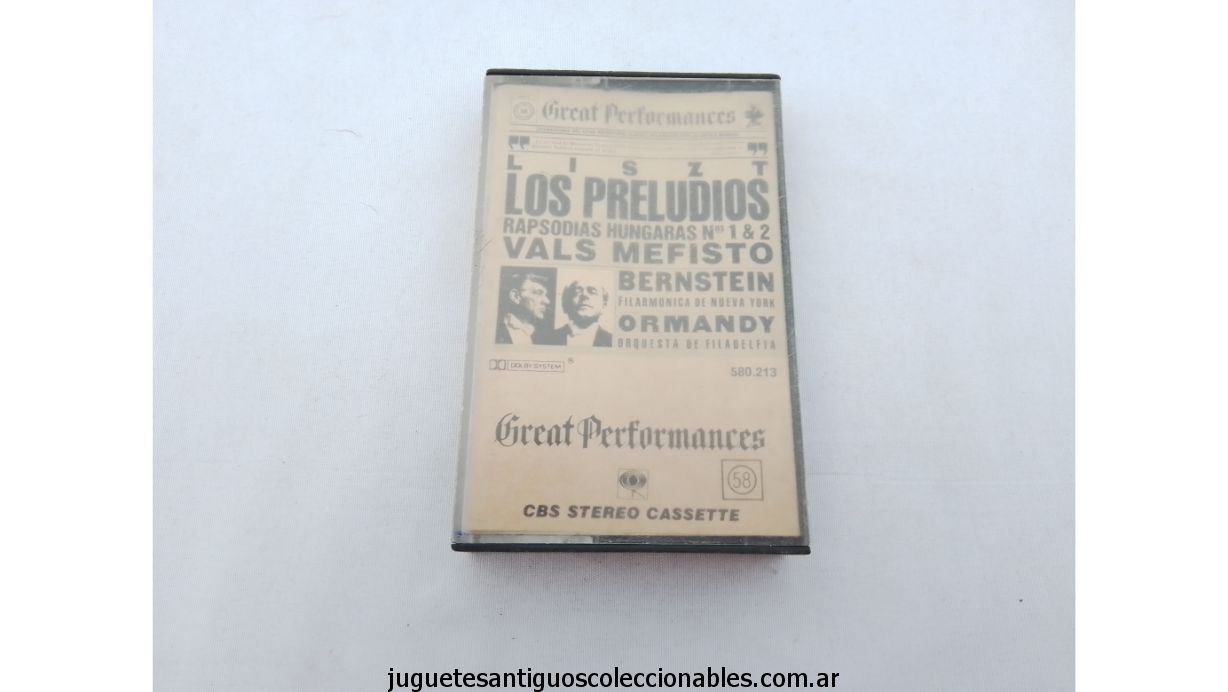 Great Performances
LISZT
LOS PRELUDIOS
RAPSODIAS HUNGARAS Nos 1 & 2
VALS MEFISTO
BERNSTEIN
FILARMONICA DE NUEVA YORK
ORMANDY
ORQUESTA DE FILADELFIA
DOLBY SYSTEM ®
580.213
Great Performances
58
CBS STEREO CASSETTE
juguetesantiguoscoleccionables.com.ar